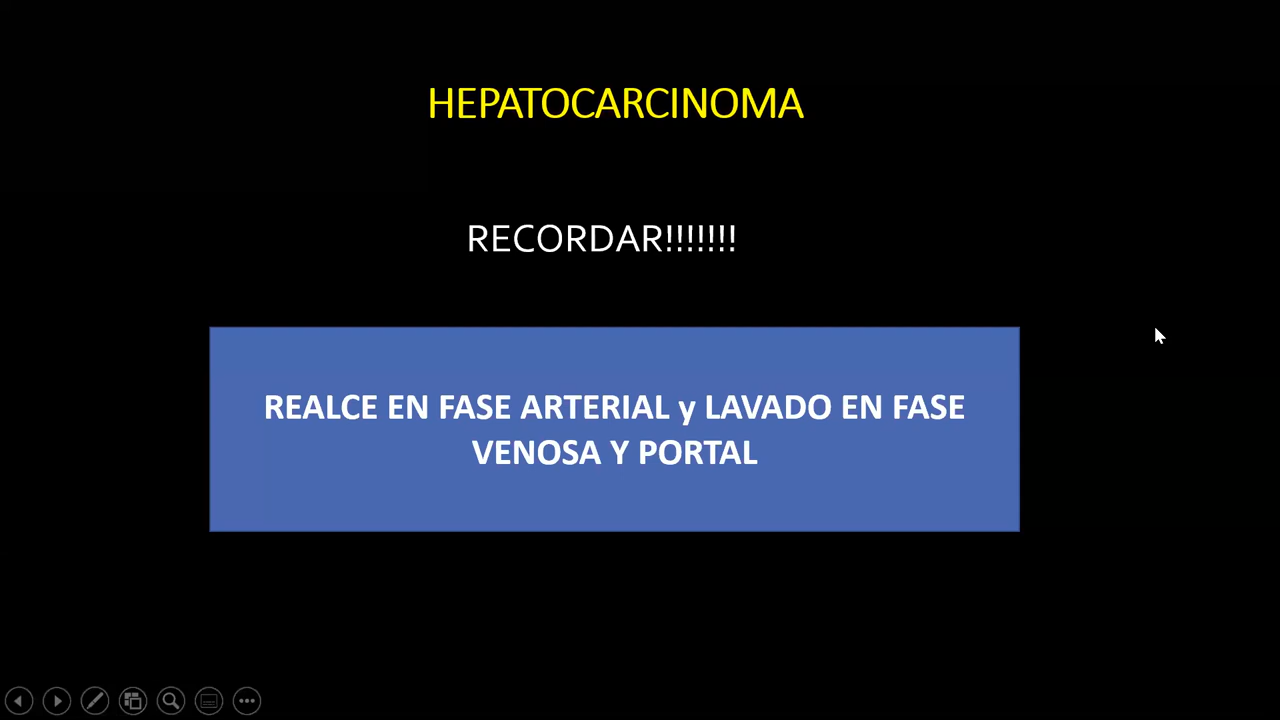 HEPATOCARCINOMA
RECORDAR!!!!!!!
REALCE EN FASE ARTERIAL y LAVADO EN FASE
VENOSA Y PORTAL